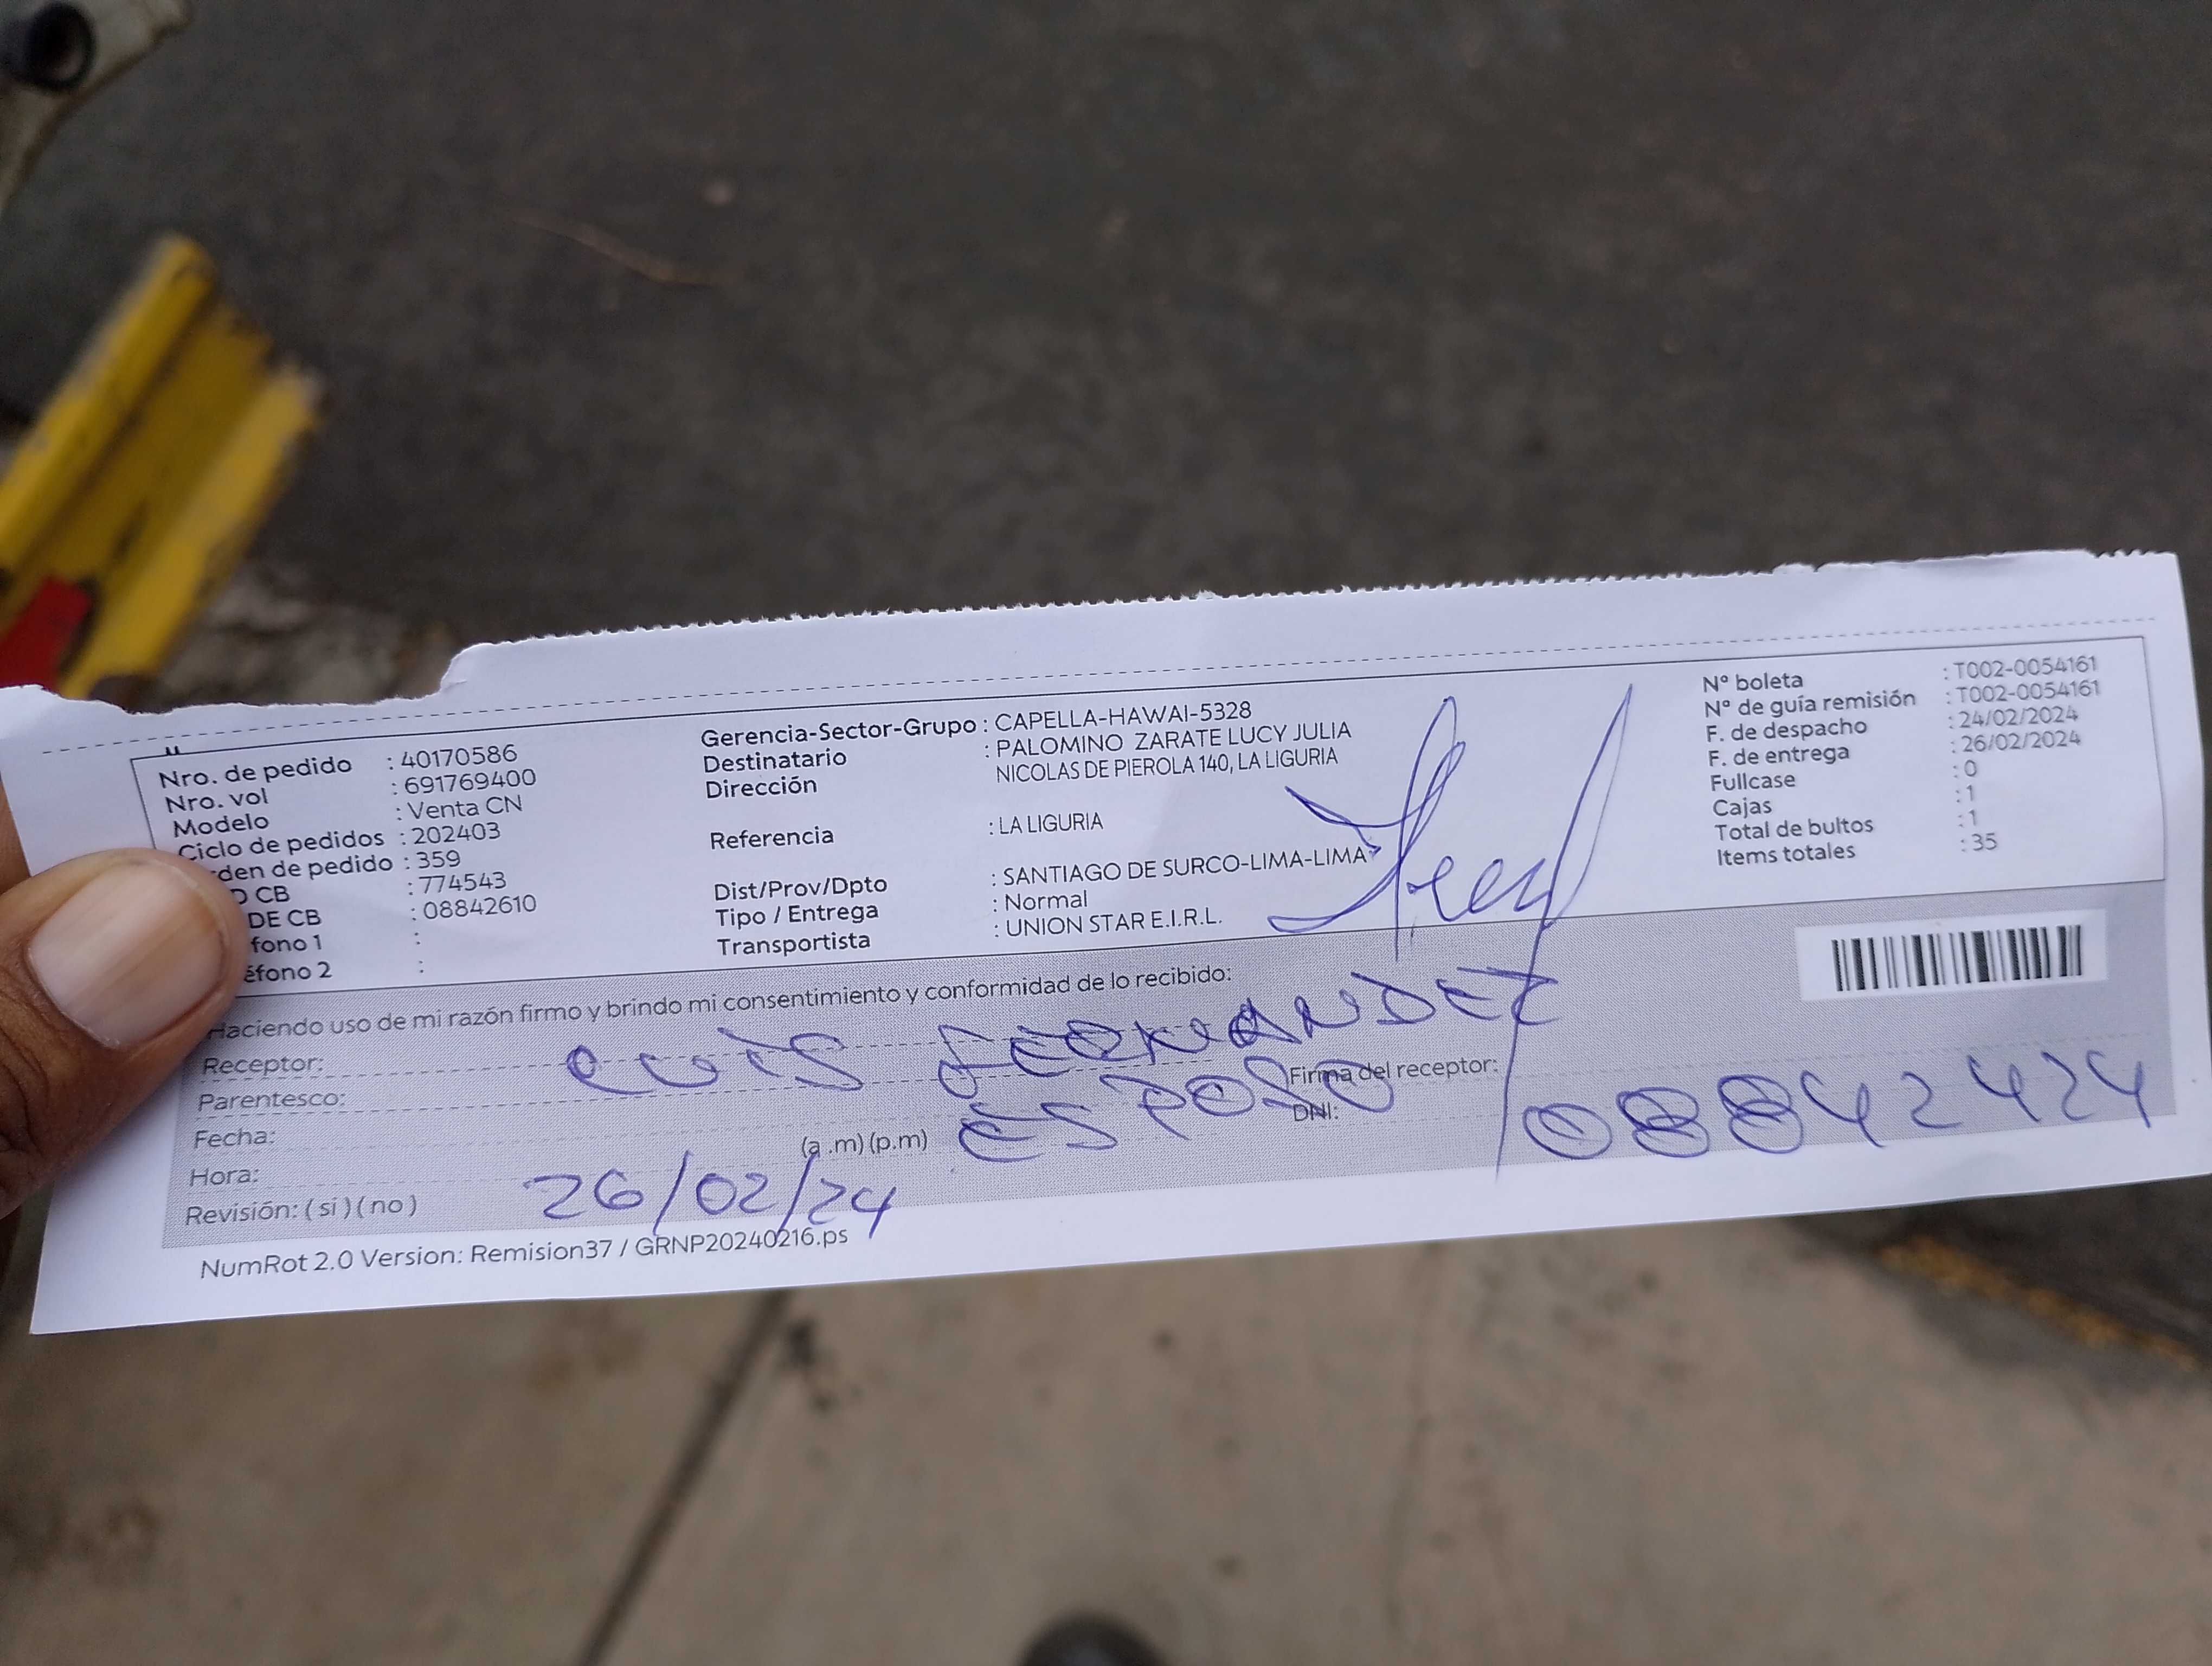 Nro. de pedido : 40170586
Nro. vol : 691769400
Modelo : Venta CN
Ciclo de pedidos : 202403
rden de pedido : 359
CB : 774543
DE CB : 08842610
fono 1 :
éfono 2 :
Gerencia-Sector-Grupo : CAPELLA-HAWAI-5328
Destinatario : PALOMINO ZARATE LUCY JULIA
Dirección NICOLAS DE PIEROLA 140, LA LIGURIA
Referencia : LA LIGURIA
Dist/Prov/Dpto : SANTIAGO DE SURCO-LIMA-LIMA
Tipo / Entrega : Normal
Transportista : UNION STAR E.I.R.L.
N° boleta : T002-0054161
N° de guía remisión : T002-0054161
F. de despacho : 24/02/2024
F. de entrega : 26/02/2024
Fullcase : 0
Cajas : 1
Total de bultos : 1
Items totales : 35
Haciendo uso de mi razón firmo y brindo mi consentimiento y conformidad de lo recibido:
Receptor: LUIS FERNANDEZ
Parentesco: ESPOSO
Firma del receptor:
Fecha: 26/02/24
DNI: 08842424
Hora: (a .m) (p.m)
Revisión: ( si ) ( no )
NumRot 2.0 Version: Remision37 / GRNP20240216.ps